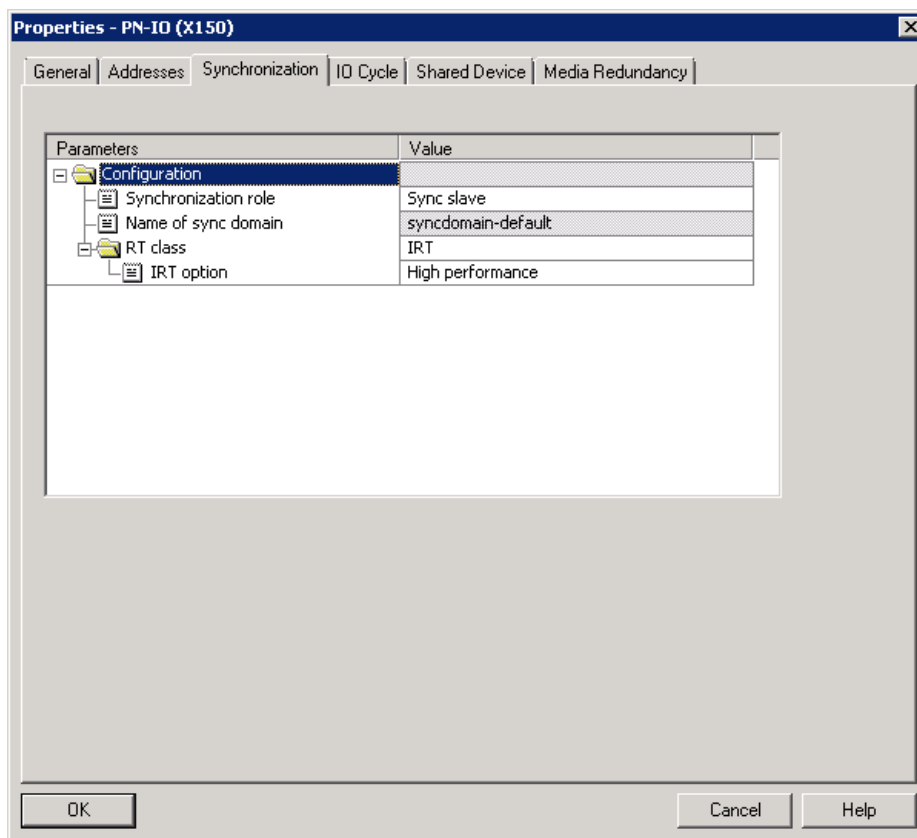 Properties - PN-IO (X150)
General Addresses Synchronization IO Cycle Shared Device Media Redundancy
Parameters Value
Configuration
Synchronization role Sync slave
Name of sync domain syncdomain-default
RT class IRT
IRT option High performance
OK Cancel Help